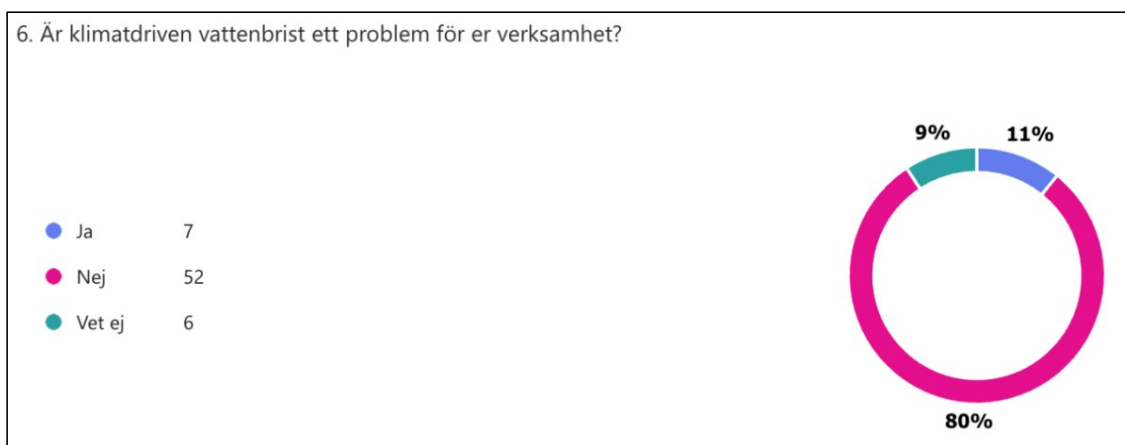 6. Är klimatdriven vattenbrist ett problem för er verksamhet?
9% 11%
Ja 7
Nej 52
Vet ej 6
80%